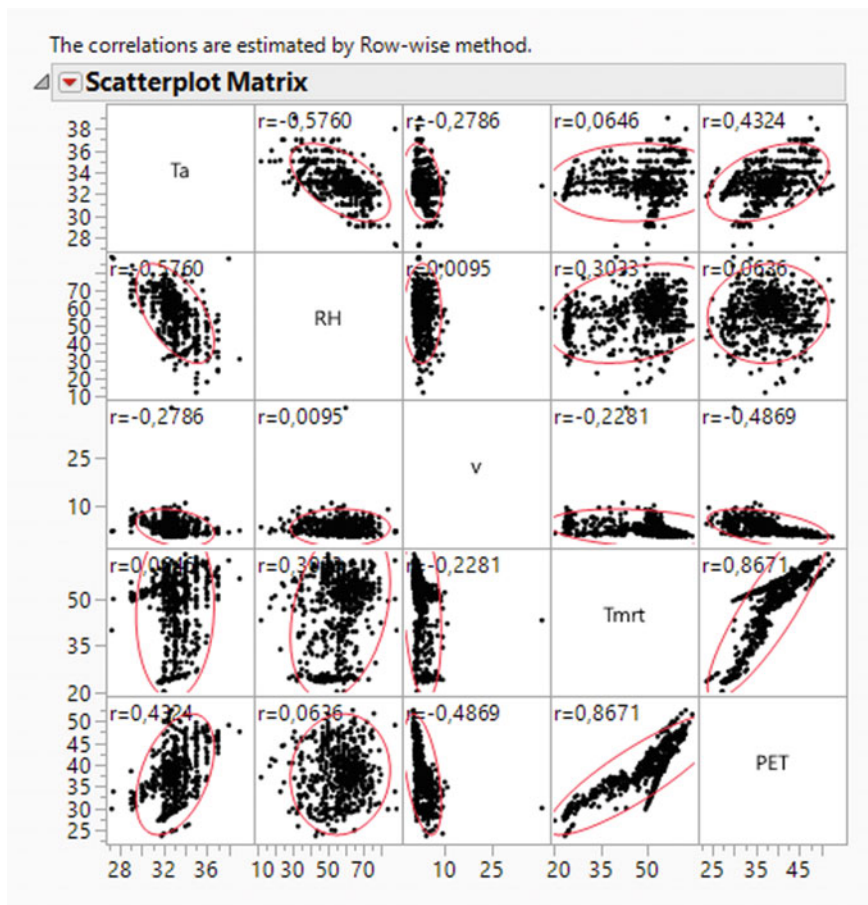 The correlations are estimated by Row-wise method.
Scatterplot Matrix
38 Ta r=-0,5760 r=-0,2786 r=0,0646 r=0,4324
36
34
32
30
28
r=-0,5760 RH r=0,0095 r=0,3033 r=0,0636
70
60
50
40
30
20
10
r=-0,2786 r=0,0095 v r=-0,2281 r=-0,4869
25
10
r=0,0646 r=0,3033 r=-0,2281 Tmrt r=0,8671
50
35
20
r=0,4324 r=0,0636 r=-0,4869 r=0,8671 PET
50
45
40
35
30
25
28 32 36 10 30 50 70 10 25 20 35 50 25 35 45